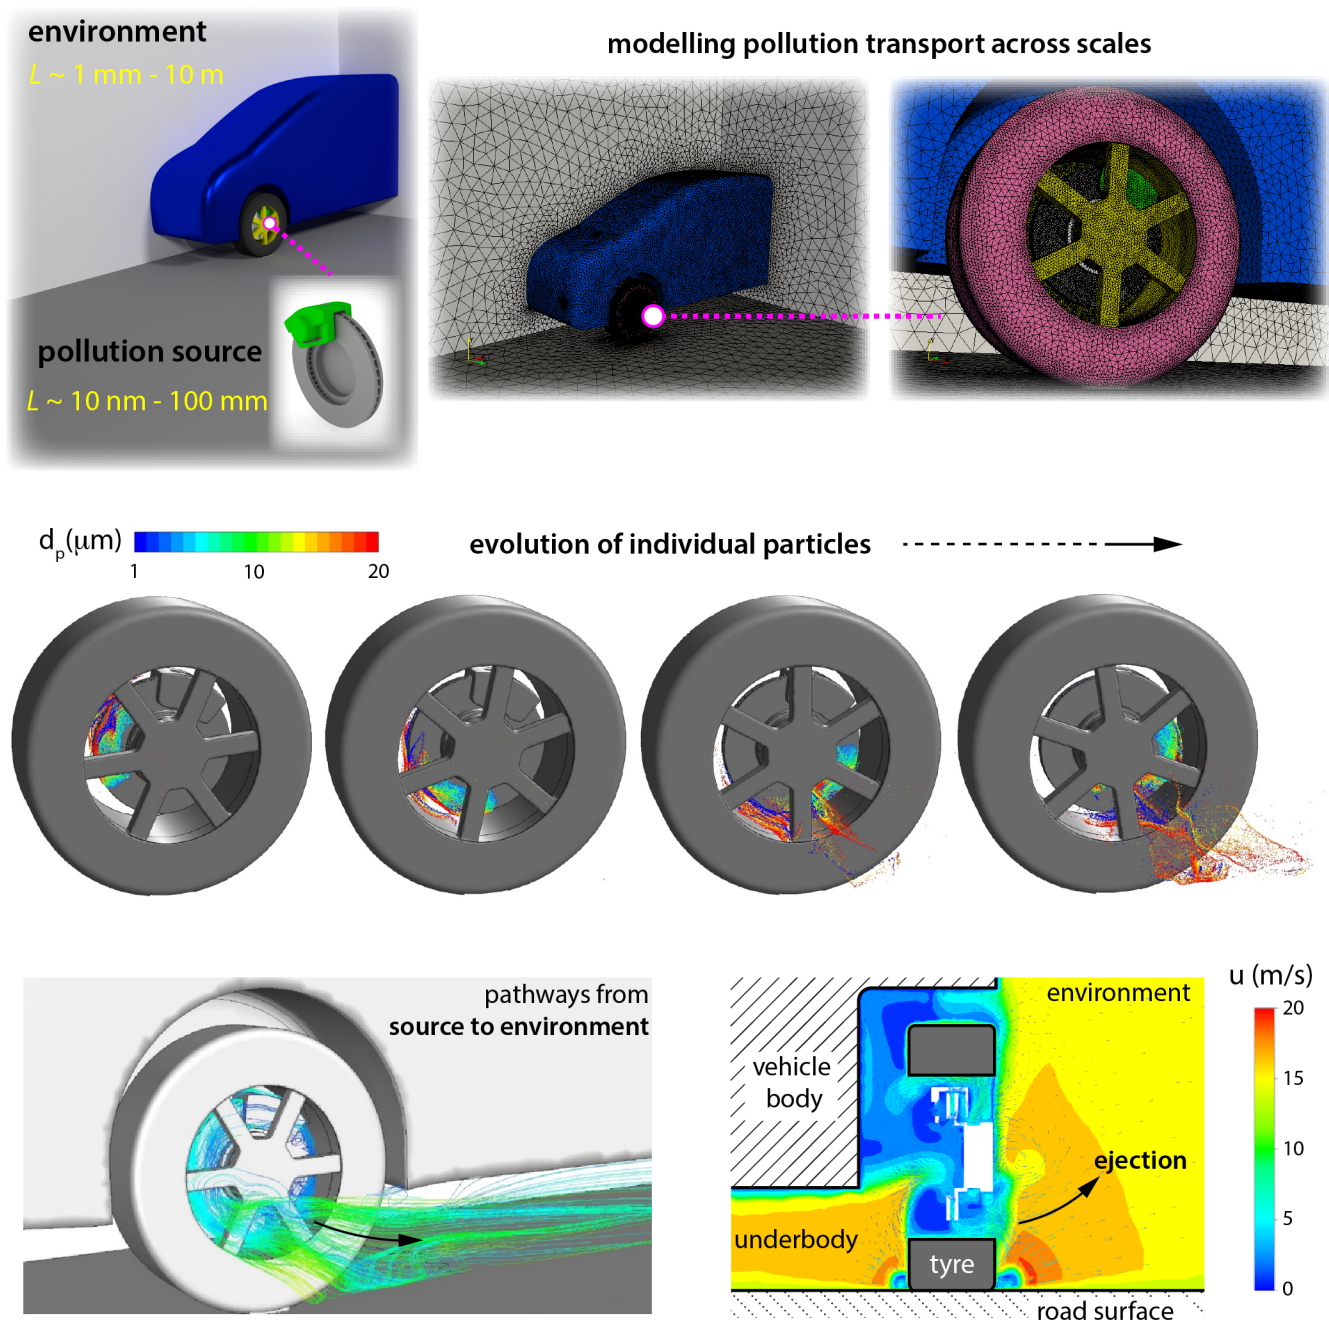 environment
L ~ 1 mm - 10 m
pollution source
L ~ 10 nm - 100 mm
modelling pollution transport across scales
dp(μm)
1 10 20
evolution of individual particles
pathways from
source to environment
environment
vehicle
body
ejection
underbody
tyre
road surface
u (m/s)
20
15
10
5
0